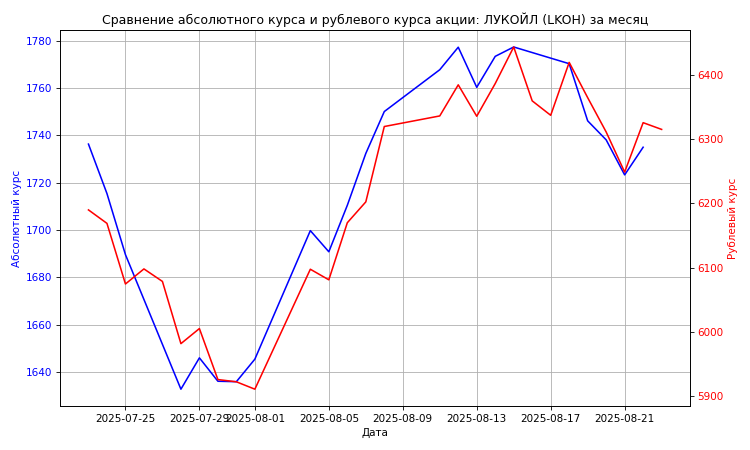 Сравнение абсолютного курса и рублевого курса акции: ЛУКОЙЛ (LKOH) за месяц
1780
1760
1740
1720
1700
1680
1660
1640
Абсолютный курс
6400
6300
6200
6100
6000
5900
Рублевый курс
2025-07-25 2025-07-29 2025-08-01 2025-08-05 2025-08-09 2025-08-13 2025-08-17 2025-08-21
Дата